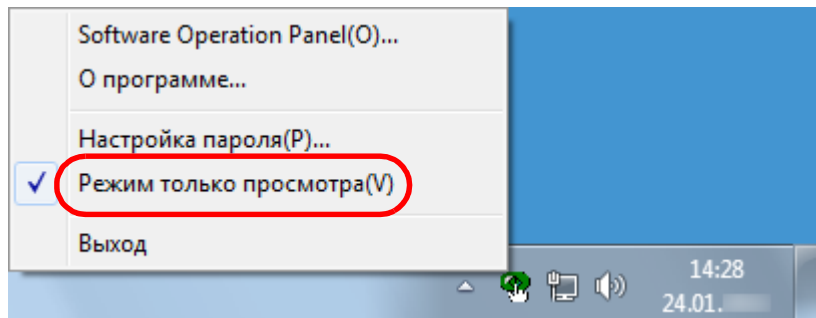 Software Operation Panel(O)...
О программе...
Настройка пароля(P)...
Режим только просмотра(V)
Выход
14:28
24.01.